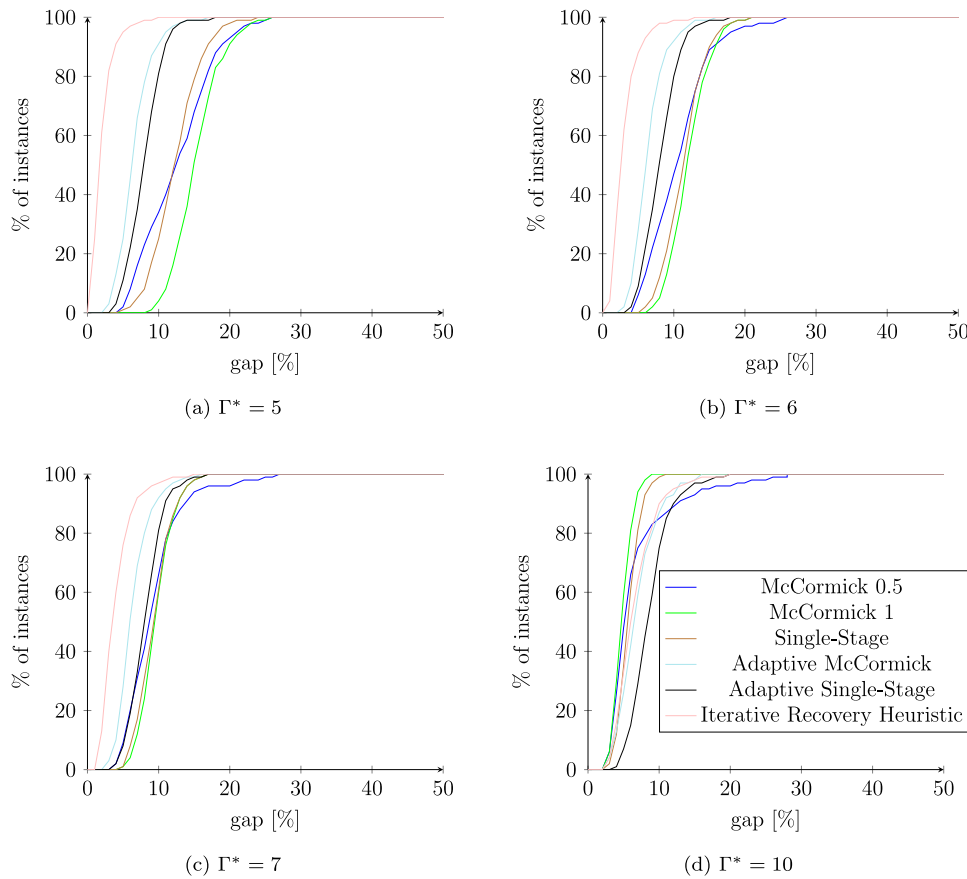 100
80
60
40
20
0
% of instances
0 10 20 30 40 50
gap [%]
(a) Γ* = 5
100
80
60
40
20
0
% of instances
0 10 20 30 40 50
gap [%]
(b) Γ* = 6
100
80
60
40
20
0
% of instances
0 10 20 30 40 50
gap [%]
(c) Γ* = 7
100
80
60
40
20
0
% of instances
McCormick 0.5
McCormick 1
Single-Stage
Adaptive McCormick
Adaptive Single-Stage
Iterative Recovery Heuristic
0 10 20 30 40 50
gap [%]
(d) Γ* = 10